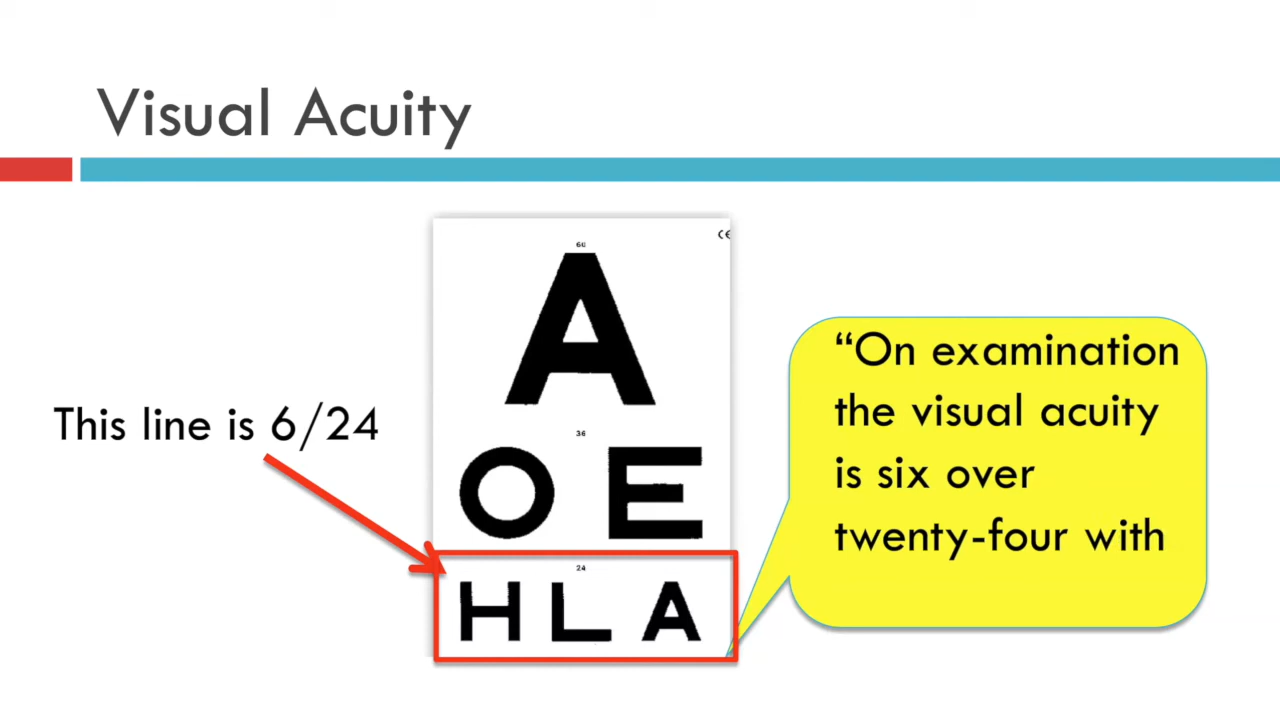 Visual Acuity
CE
60
A
This line is 6/24
36
O E
24
H L A
“On examination
the visual acuity
is six over
twenty-four with